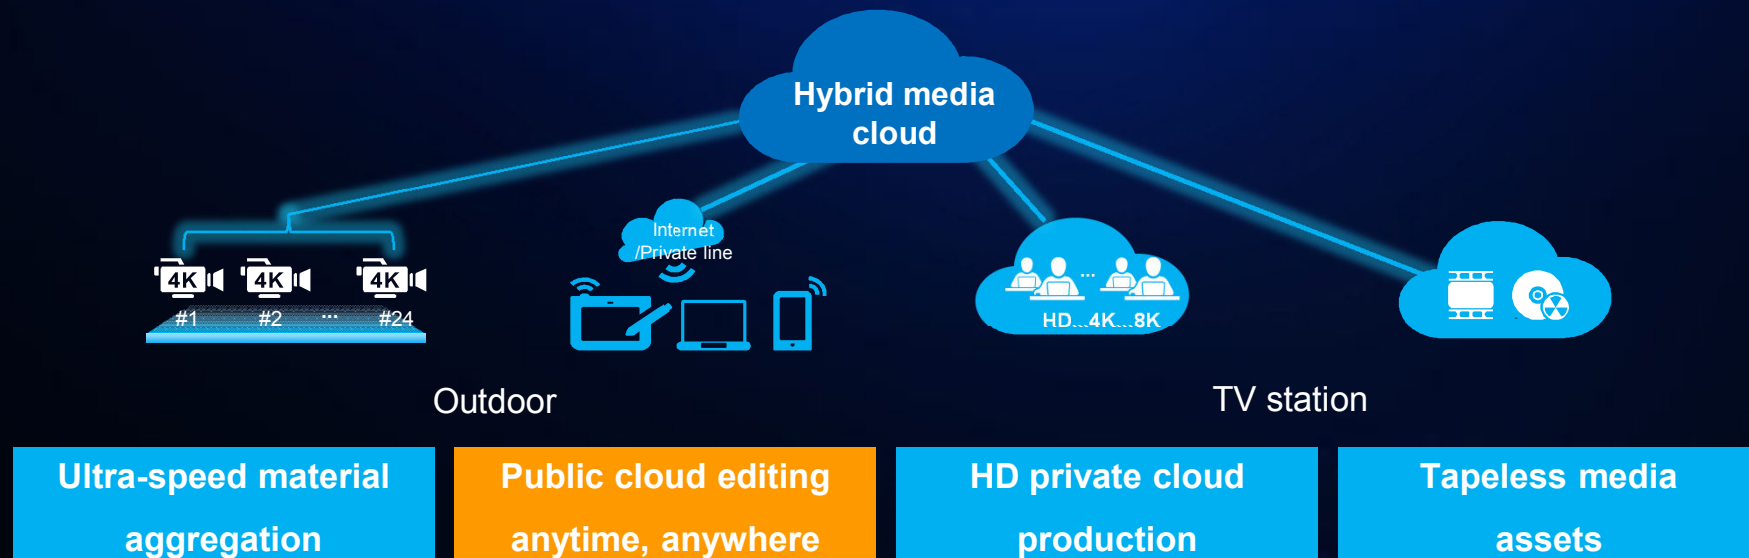 Hybrid media
cloud
Internet
/Private line
4K
4K
4K
#1
#2
...
#24
...
HD...4K...8K
Outdoor
TV station
Ultra-speed material
aggregation
Public cloud editing
anytime, anywhere
HD private cloud
production
Tapeless media
assets